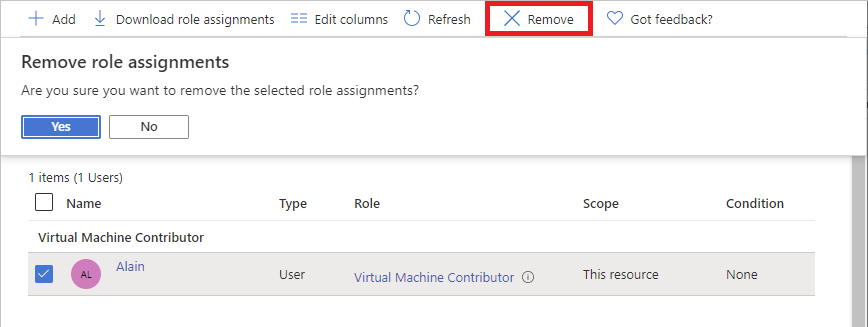 Add Download role assignments Edit columns Refresh Remove Got feedback?
Remove role assignments
Are you sure you want to remove the selected role assignments?
Yes No
1 items (1 Users)
Name Type Role Scope Condition
Virtual Machine Contributor
AL Alain User Virtual Machine Contributor This resource None